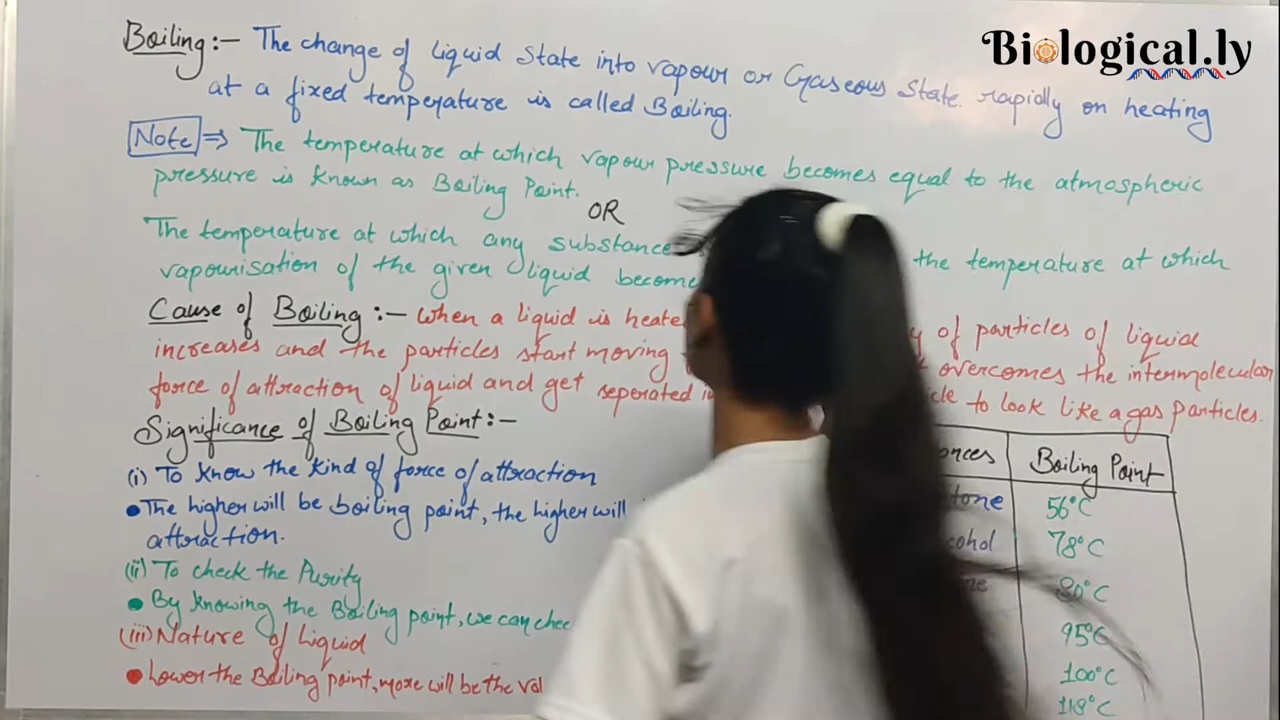 Biological.ly
Boiling:- The change of liquid State into vapour or Gaseous State rapidly on heating
at a fixed temperature is called Boiling.
Note ⇒ The temperature at which vapour pressure becomes equal to the atmospheric
pressure is known as Boiling Point.
OR
The temperature at which any substance the temperature at which
vapourisation of the given liquid
Cause of Boiling:- When a liquid is of particles of liquid
increases and the particles start moving overcomes the intermolecular
force of attraction of liquid and get seperated to look like a gas particles.
Significance of Boiling Point:-
(i) To know the kind of force of attraction
• The higher will be boiling point, the higher will
attraction.
(ii) To check the Purity
• By knowing the Boiling point, we can
(iii) Nature of Liquid
• Lower the Boiling point, more will be the
Boiling Point
56°C
78°C
80°C
95°C
100°C
118°C